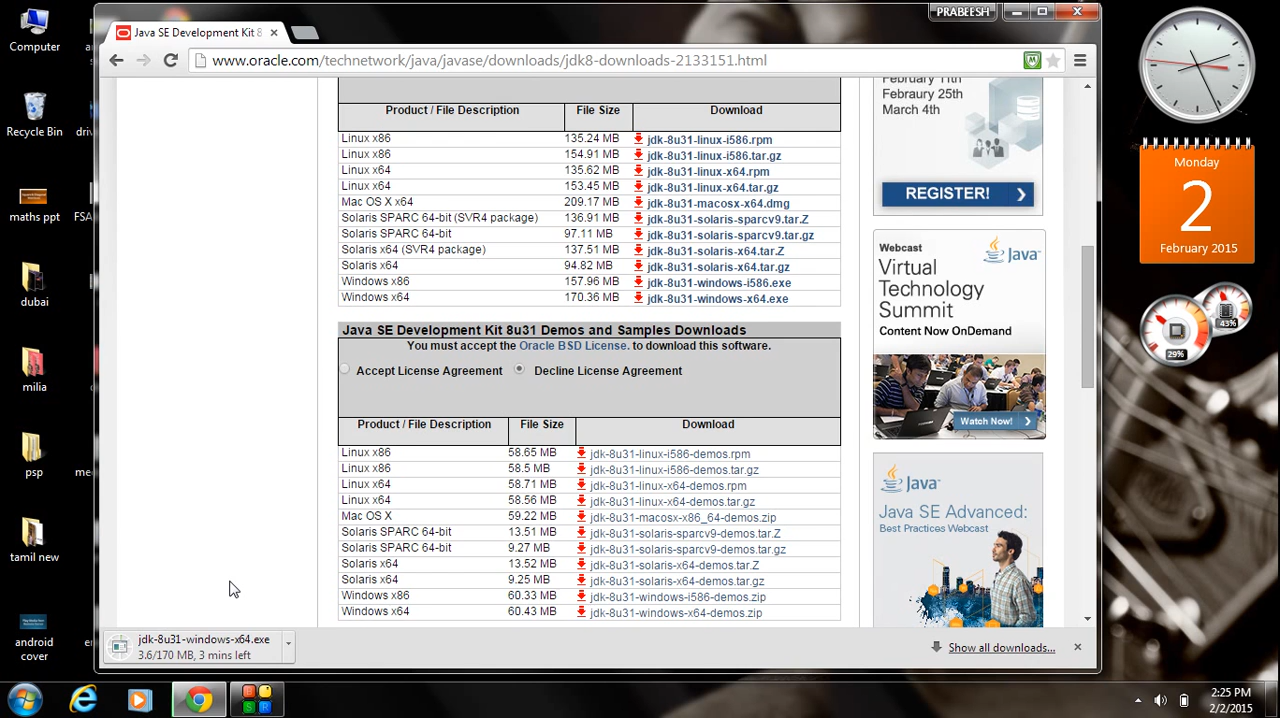 PRABEESH
Java SE Development Kit 8
www.oracle.com/technetwork/java/javase/downloads/jdk8-downloads-2133151.html
Computer
Recycle Bin
maths ppt
FSA
dubai
milia
psp
tamil new
android
cover
Product / File Description File Size Download
Linux x86 135.24 MB jdk-8u31-linux-i586.rpm
Linux x86 154.91 MB jdk-8u31-linux-i586.tar.gz
Linux x64 135.62 MB jdk-8u31-linux-x64.rpm
Linux x64 153.45 MB jdk-8u31-linux-x64.tar.gz
Mac OS X x64 209.17 MB jdk-8u31-macosx-x64.dmg
Solaris SPARC 64-bit (SVR4 package) 136.91 MB jdk-8u31-solaris-sparcv9.tar.Z
Solaris SPARC 64-bit 97.11 MB jdk-8u31-solaris-sparcv9.tar.gz
Solaris x64 (SVR4 package) 137.51 MB jdk-8u31-solaris-x64.tar.Z
Solaris x64 94.82 MB jdk-8u31-solaris-x64.tar.gz
Windows x86 157.96 MB jdk-8u31-windows-i586.exe
Windows x64 170.36 MB jdk-8u31-windows-x64.exe
Java SE Development Kit 8u31 Demos and Samples Downloads
You must accept the Oracle BSD License. to download this software.
Accept License Agreement Decline License Agreement
Product / File Description File Size Download
Linux x86 58.65 MB jdk-8u31-linux-i586-demos.rpm
Linux x86 58.5 MB jdk-8u31-linux-i586-demos.tar.gz
Linux x64 58.71 MB jdk-8u31-linux-x64-demos.rpm
Linux x64 58.56 MB jdk-8u31-linux-x64-demos.tar.gz
Mac OS X 59.22 MB jdk-8u31-macosx-x86_64-demos.zip
Solaris SPARC 64-bit 13.51 MB jdk-8u31-solaris-sparcv9-demos.tar.Z
Solaris SPARC 64-bit 9.27 MB jdk-8u31-solaris-sparcv9-demos.tar.gz
Solaris x64 13.52 MB jdk-8u31-solaris-x64-demos.tar.Z
Solaris x64 9.25 MB jdk-8u31-solaris-x64-demos.tar.gz
Windows x86 60.33 MB jdk-8u31-windows-i586-demos.zip
Windows x64 60.43 MB jdk-8u31-windows-x64-demos.zip
February 11th
Febraury 25th
March 4th
REGISTER!
Webcast
Java
Virtual
Technology
Summit
Content Now OnDemand
Watch Now!
Java
Java SE Advanced:
Best Practices Webcast
jdk-8u31-windows-x64.exe
3.6/170 MB, 3 mins left
Show all downloads...
Monday
2
February 2015
43%
29%
2:25 PM
2/2/2015